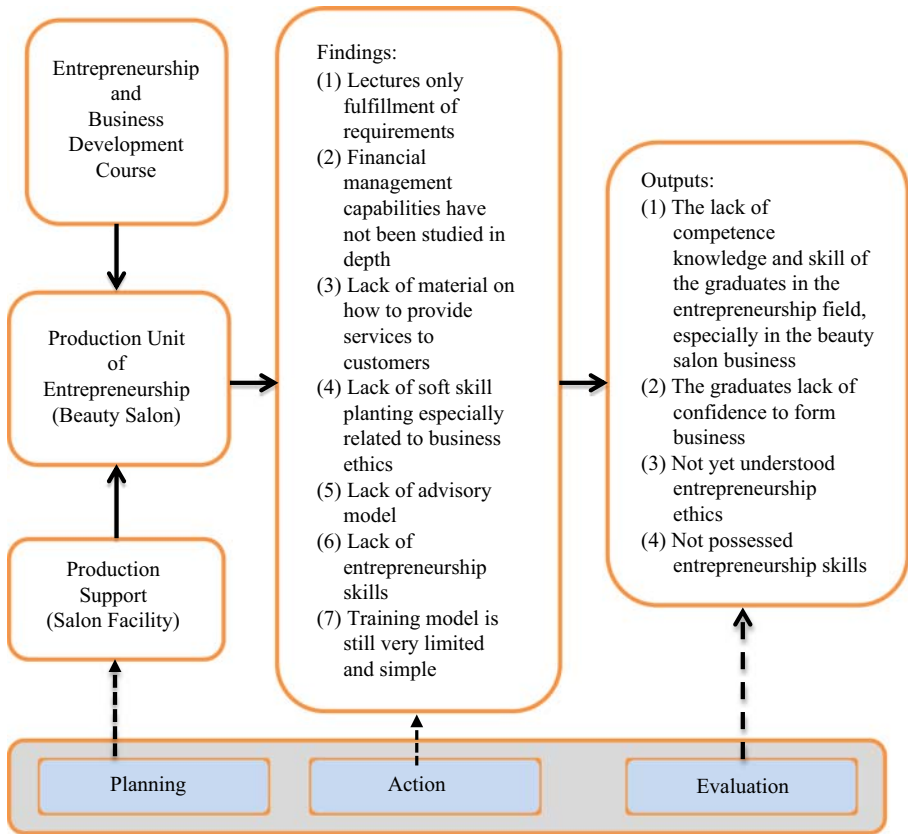 Entrepreneurship
and
Business
Development
Course
Production Unit
of
Entrepreneurship
(Beauty Salon)
Production
Support
(Salon Facility)
Findings:
(1) Lectures only
fulfillment of
requirements
(2) Financial
management
capabilities have
not been studied in
depth
(3) Lack of material on
how to provide
services to
customers
(4) Lack of soft skill
planting especially
related to business
ethics
(5) Lack of advisory
model
(6) Lack of
entrepreneurship
skills
(7) Training model is
still very limited
and simple
Outputs:
(1) The lack of
competence
knowledge and skill of
the graduates in the
entrepreneurship field,
especially in the beauty
salon business
(2) The graduates lack of
confidence to form
business
(3) Not yet understood
entrepreneurship
ethics
(4) Not possessed
entrepreneurship skills
Planning
Action
Evaluation